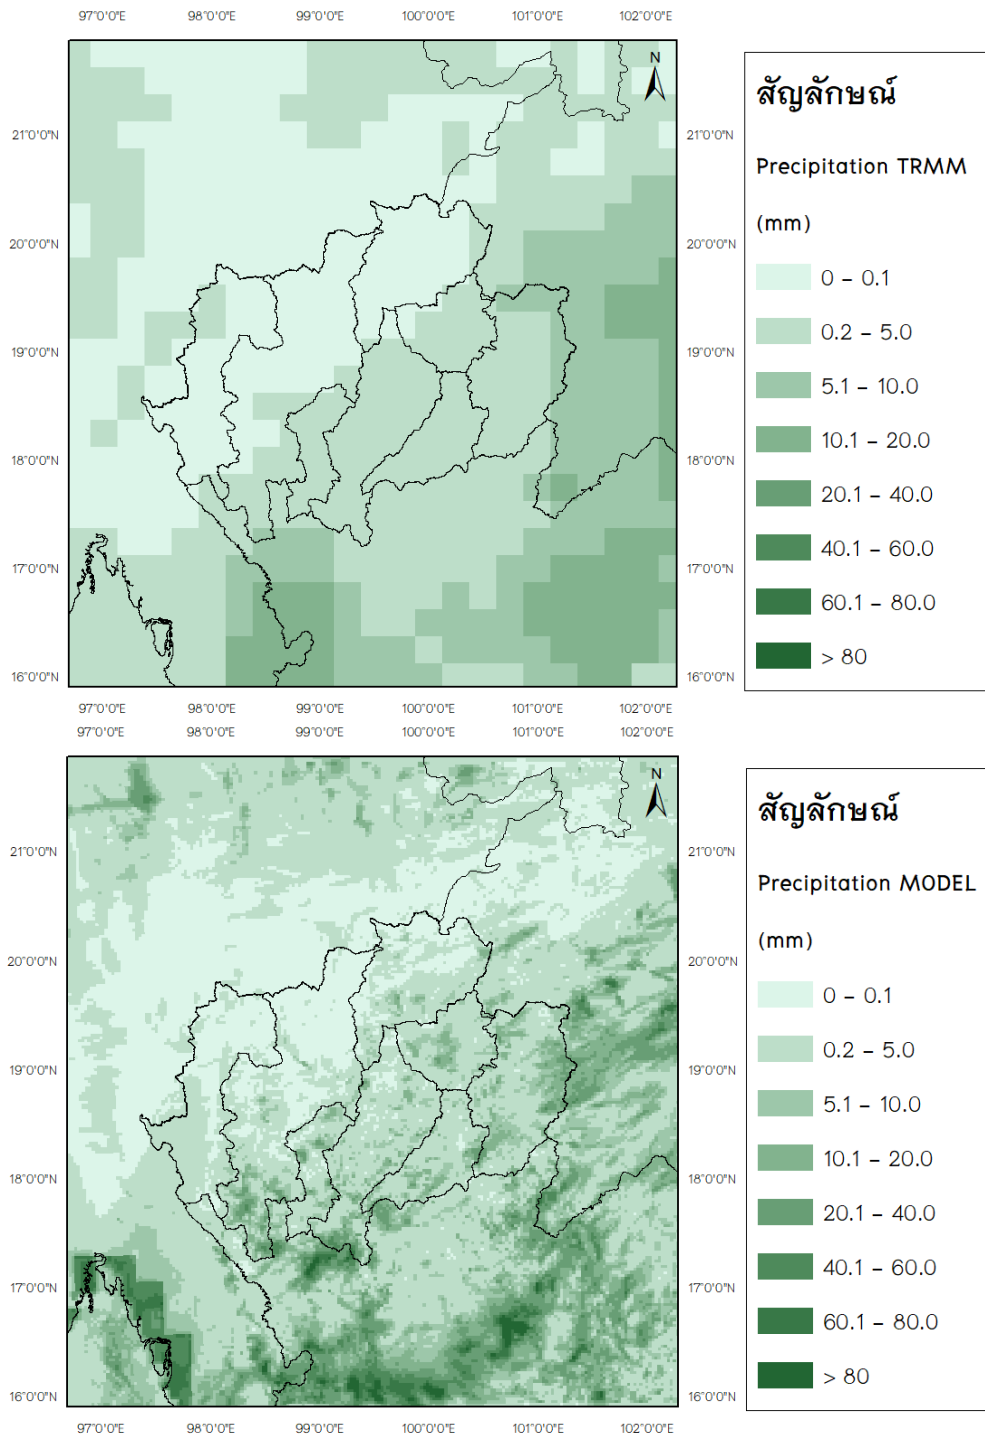 97°0'0"E 98°0'0"E 99°0'0"E 100°0'0"E 101°0'0"E 102°0'0"E
N
21°0'0"N 21°0'0"N
20°0'0"N 20°0'0"N
19°0'0"N 19°0'0"N
18°0'0"N 18°0'0"N
17°0'0"N 17°0'0"N
16°0'0"N 16°0'0"N
97°0'0"E 98°0'0"E 99°0'0"E 100°0'0"E 101°0'0"E 102°0'0"E
สัญลักษณ์
Precipitation TRMM
(mm)
0 – 0.1
0.2 – 5.0
5.1 – 10.0
10.1 – 20.0
20.1 – 40.0
40.1 – 60.0
60.1 – 80.0
> 80
97°0'0"E 98°0'0"E 99°0'0"E 100°0'0"E 101°0'0"E 102°0'0"E
N
21°0'0"N 21°0'0"N
20°0'0"N 20°0'0"N
19°0'0"N 19°0'0"N
18°0'0"N 18°0'0"N
17°0'0"N 17°0'0"N
16°0'0"N 16°0'0"N
97°0'0"E 98°0'0"E 99°0'0"E 100°0'0"E 101°0'0"E 102°0'0"E
สัญลักษณ์
Precipitation MODEL
(mm)
0 – 0.1
0.2 – 5.0
5.1 – 10.0
10.1 – 20.0
20.1 – 40.0
40.1 – 60.0
60.1 – 80.0
> 80